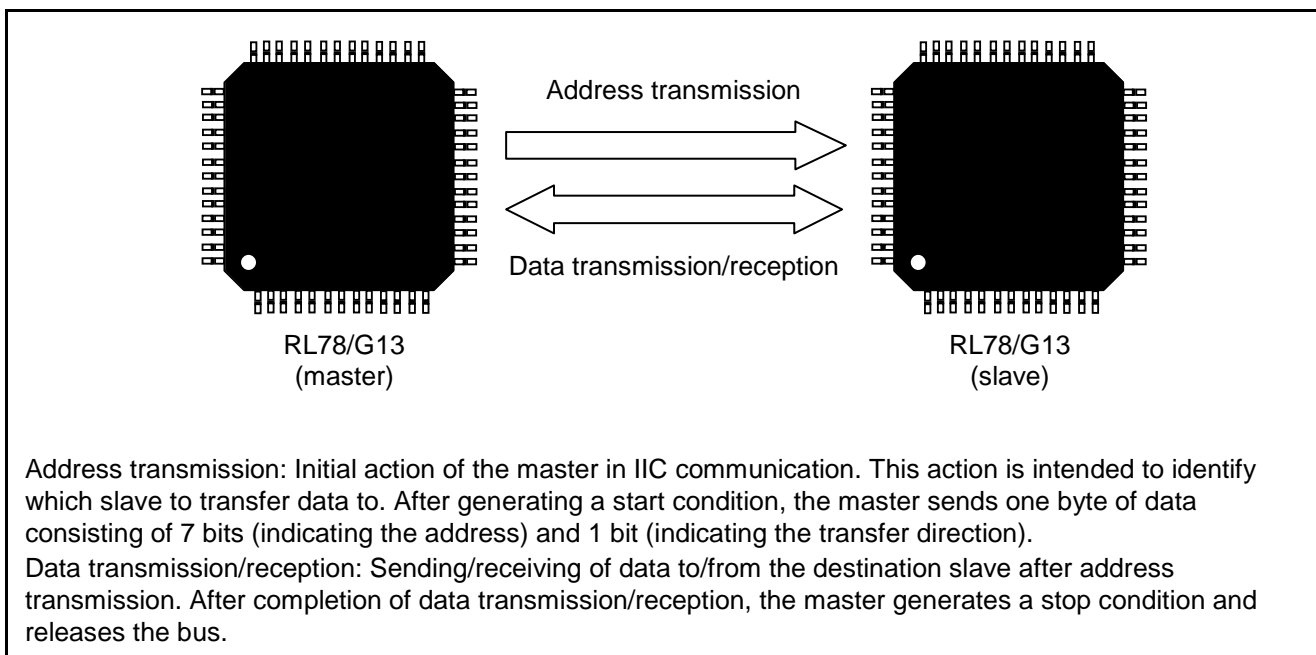 Address transmission
Data transmission/reception
RL78/G13
(master)
RL78/G13
(slave)
Address transmission: Initial action of the master in IIC communication. This action is intended to identify
which slave to transfer data to. After generating a start condition, the master sends one byte of data
consisting of 7 bits (indicating the address) and 1 bit (indicating the transfer direction).
Data transmission/reception: Sending/receiving of data to/from the destination slave after address
transmission. After completion of data transmission/reception, the master generates a stop condition and
releases the bus.